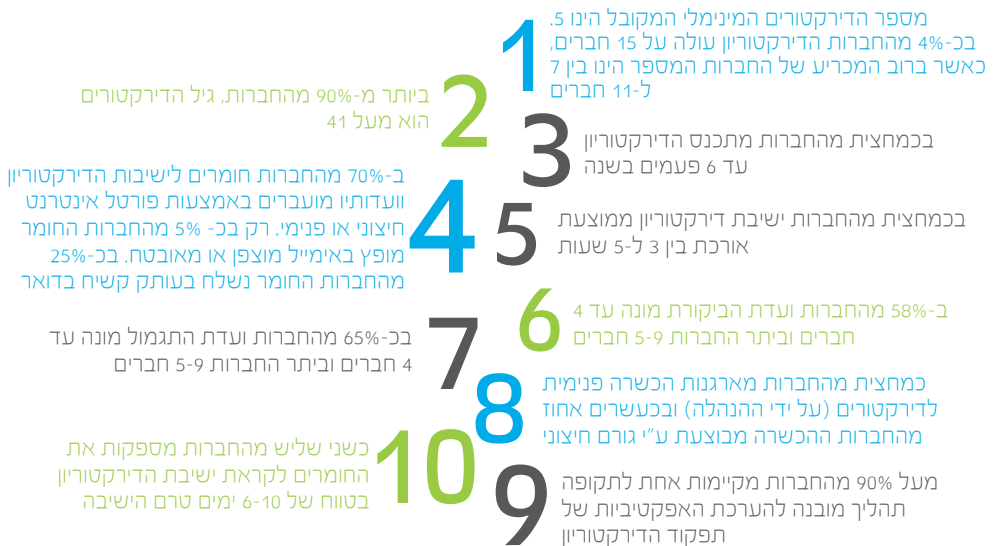 1
מספר הדירקטורים המינימלי המקובל הינו 5.
בכ-4% מהחברות הדירקטוריון עולה על 15 חברים,
כאשר ברוב המכריע של החברות המספר הינו בין 7
ל-11 חברים
2
ביותר מ-90% מהחברות, גיל הדירקטורים
הוא מעל 41
3
בכמחצית מהחברות מתכנס הדירקטוריון
עד 6 פעמים בשנה
4
ב-70% מהחברות חומרים לישיבות הדירקטוריון
וועדותיו מועברים באמצעות פורטל אינטרנט
חיצוני או פנימי. רק בכ- 5% מהחברות החומר
מופץ באימייל מוצפן או מאובטח. בכ-25%
מהחברות החומר נשלח בעותק קשיח בדואר
5
בכמחצית מהחברות ישיבת דירקטוריון ממוצעת
אורכת בין 3 ל-5 שעות
6
ב-58% מהחברות ועדת הביקורת מונה עד 4
חברים וביתר החברות 5-9 חברים
7
בכ-65% מהחברות ועדת התגמול מונה עד
4 חברים וביתר החברות 5-9 חברים
8
כמחצית מהחברות מארגנות הכשרה פנימית
לדירקטורים (על ידי ההנהלה) ובכעשרים אחוז
מהחברות ההכשרה מבוצעת ע"י גורם חיצוני
9
מעל 90% מהחברות מקיימות אחת לתקופה
תהליך מובנה להערכת האפקטיביות של
תפקוד הדירקטוריון
10
כשני שליש מהחברות מספקות את
החומרים לקראת ישיבת הדירקטוריון
בטווח של 6-10 ימים טרם הישיבה